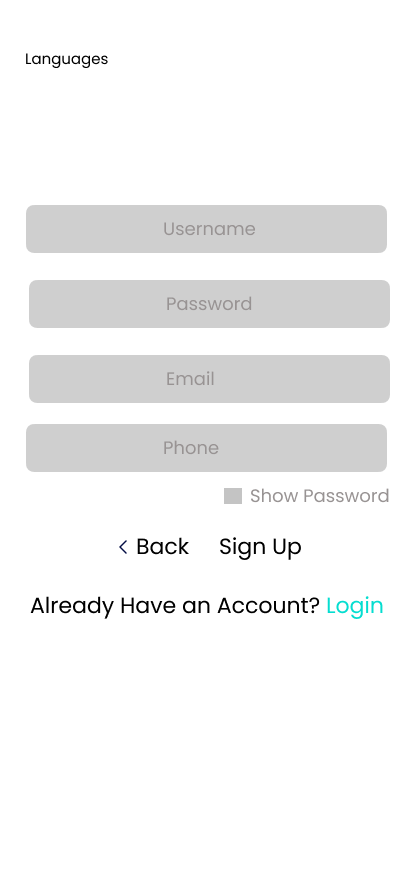 Languages
Username
Password
Email
Phone
Show Password
Back Sign Up
Already Have an Account? Login